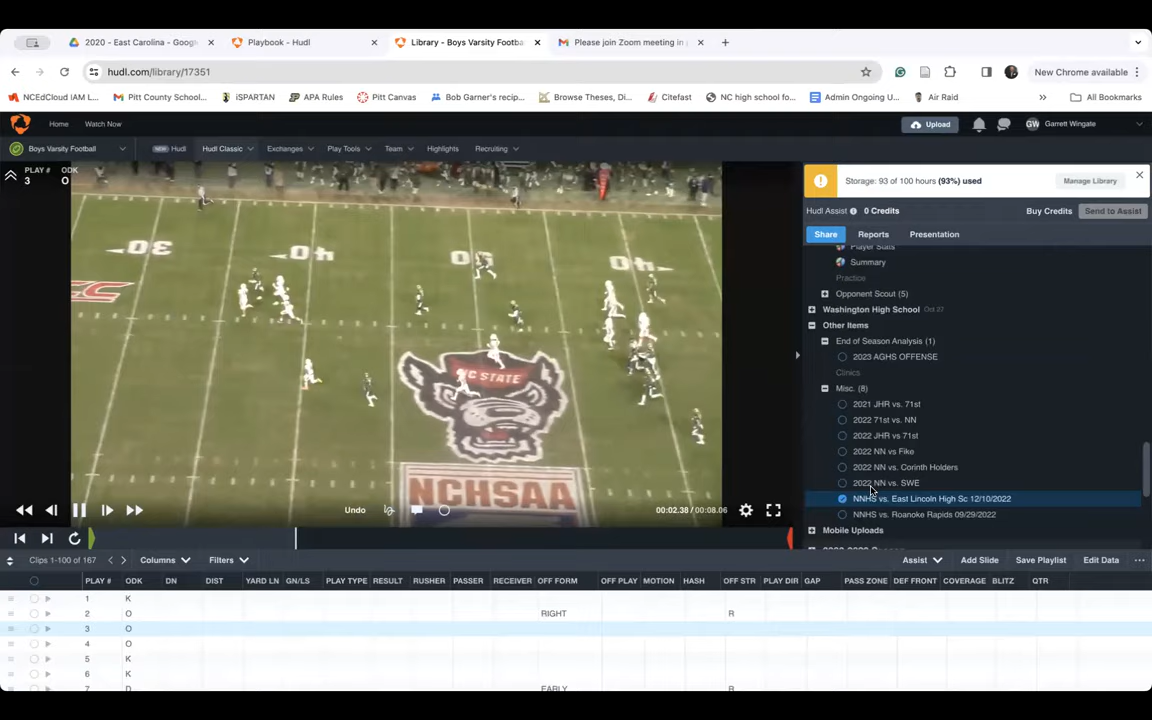 2020 - East Carolina - Googl
Playbook - Hudl
Library - Boys Varsity Footba
Please join Zoom meeting in
hudl.com/library/17351
New Chrome available
NCEdCloud IAM L...
Pitt County School...
iSPARTAN
APA Rules
Pitt Canvas
Bob Garner's recip...
Browse Theses, Di...
Citefast
NC high school fo...
Admin Ongoing U...
Air Raid
All Bookmarks
Home
Watch Now
Upload
GW
Garrett Wingate
Boys Varsity Football
NEW Hudl
Hudl Classic
Exchanges
Play Tools
Team
Highlights
Recruiting
PLAY # ODK
3 O
NC STATE
NCHSAA
Undo
00:02.38 / 00:08.06
Storage: 93 of 100 hours (93%) used
Manage Library
Hudl Assist
0 Credits
Buy Credits
Send to Assist
Share
Reports
Presentation
Player Stats
Summary
Practice
Opponent Scout (5)
Washington High School Oct 27
Other Items
End of Season Analysis (1)
2023 AGHS OFFENSE
Clinics
Misc. (8)
2021 JHR vs. 71st
2022 71st vs. NN
2022 JHR vs 71st
2022 NN vs Fike
2022 NN vs. Corinth Holders
2022 NN vs. SWE
NNHS vs. East Lincoln High Sc 12/10/2022
NNHS vs. Roanoke Rapids 09/29/2022
Mobile Uploads
Clips 1-100 of 167
Columns
Filters
Assist
Add Slide
Save Playlist
Edit Data
PLAY # ODK DN DIST YARD LN GN/LS PLAY TYPE RESULT RUSHER PASSER RECEIVER OFF FORM OFF PLAY MOTION HASH OFF STR PLAY DIR GAP PASS ZONE DEF FRONT COVERAGE BLITZ QTR
1 K
2 O RIGHT R
3 O
4 O
5 K
6 K
7 D EARLY R